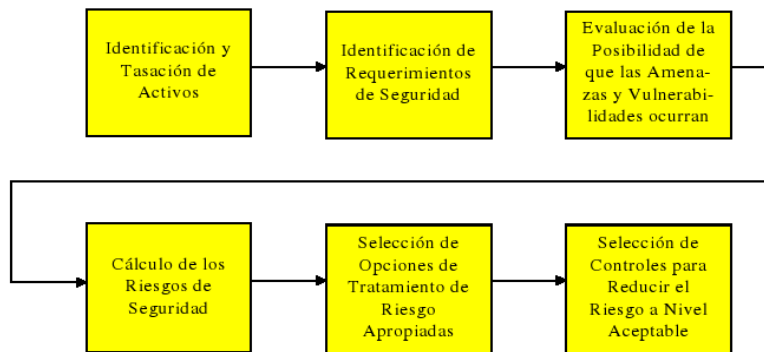 Identificación y
Tasación de
Activos
Identificación de
Requerimientos
de Seguridad
Evaluación de la
Posibilidad de
que las Amena-
zas y Vulnerabi-
lidades ocurran
Cálculo de los
Riesgos de
Seguridad
Selección de
Opciones de
Tratamiento de
Riesgo
Apropiadas
Selección de
Controles para
Reducir el
Riesgo a Nivel
Aceptable